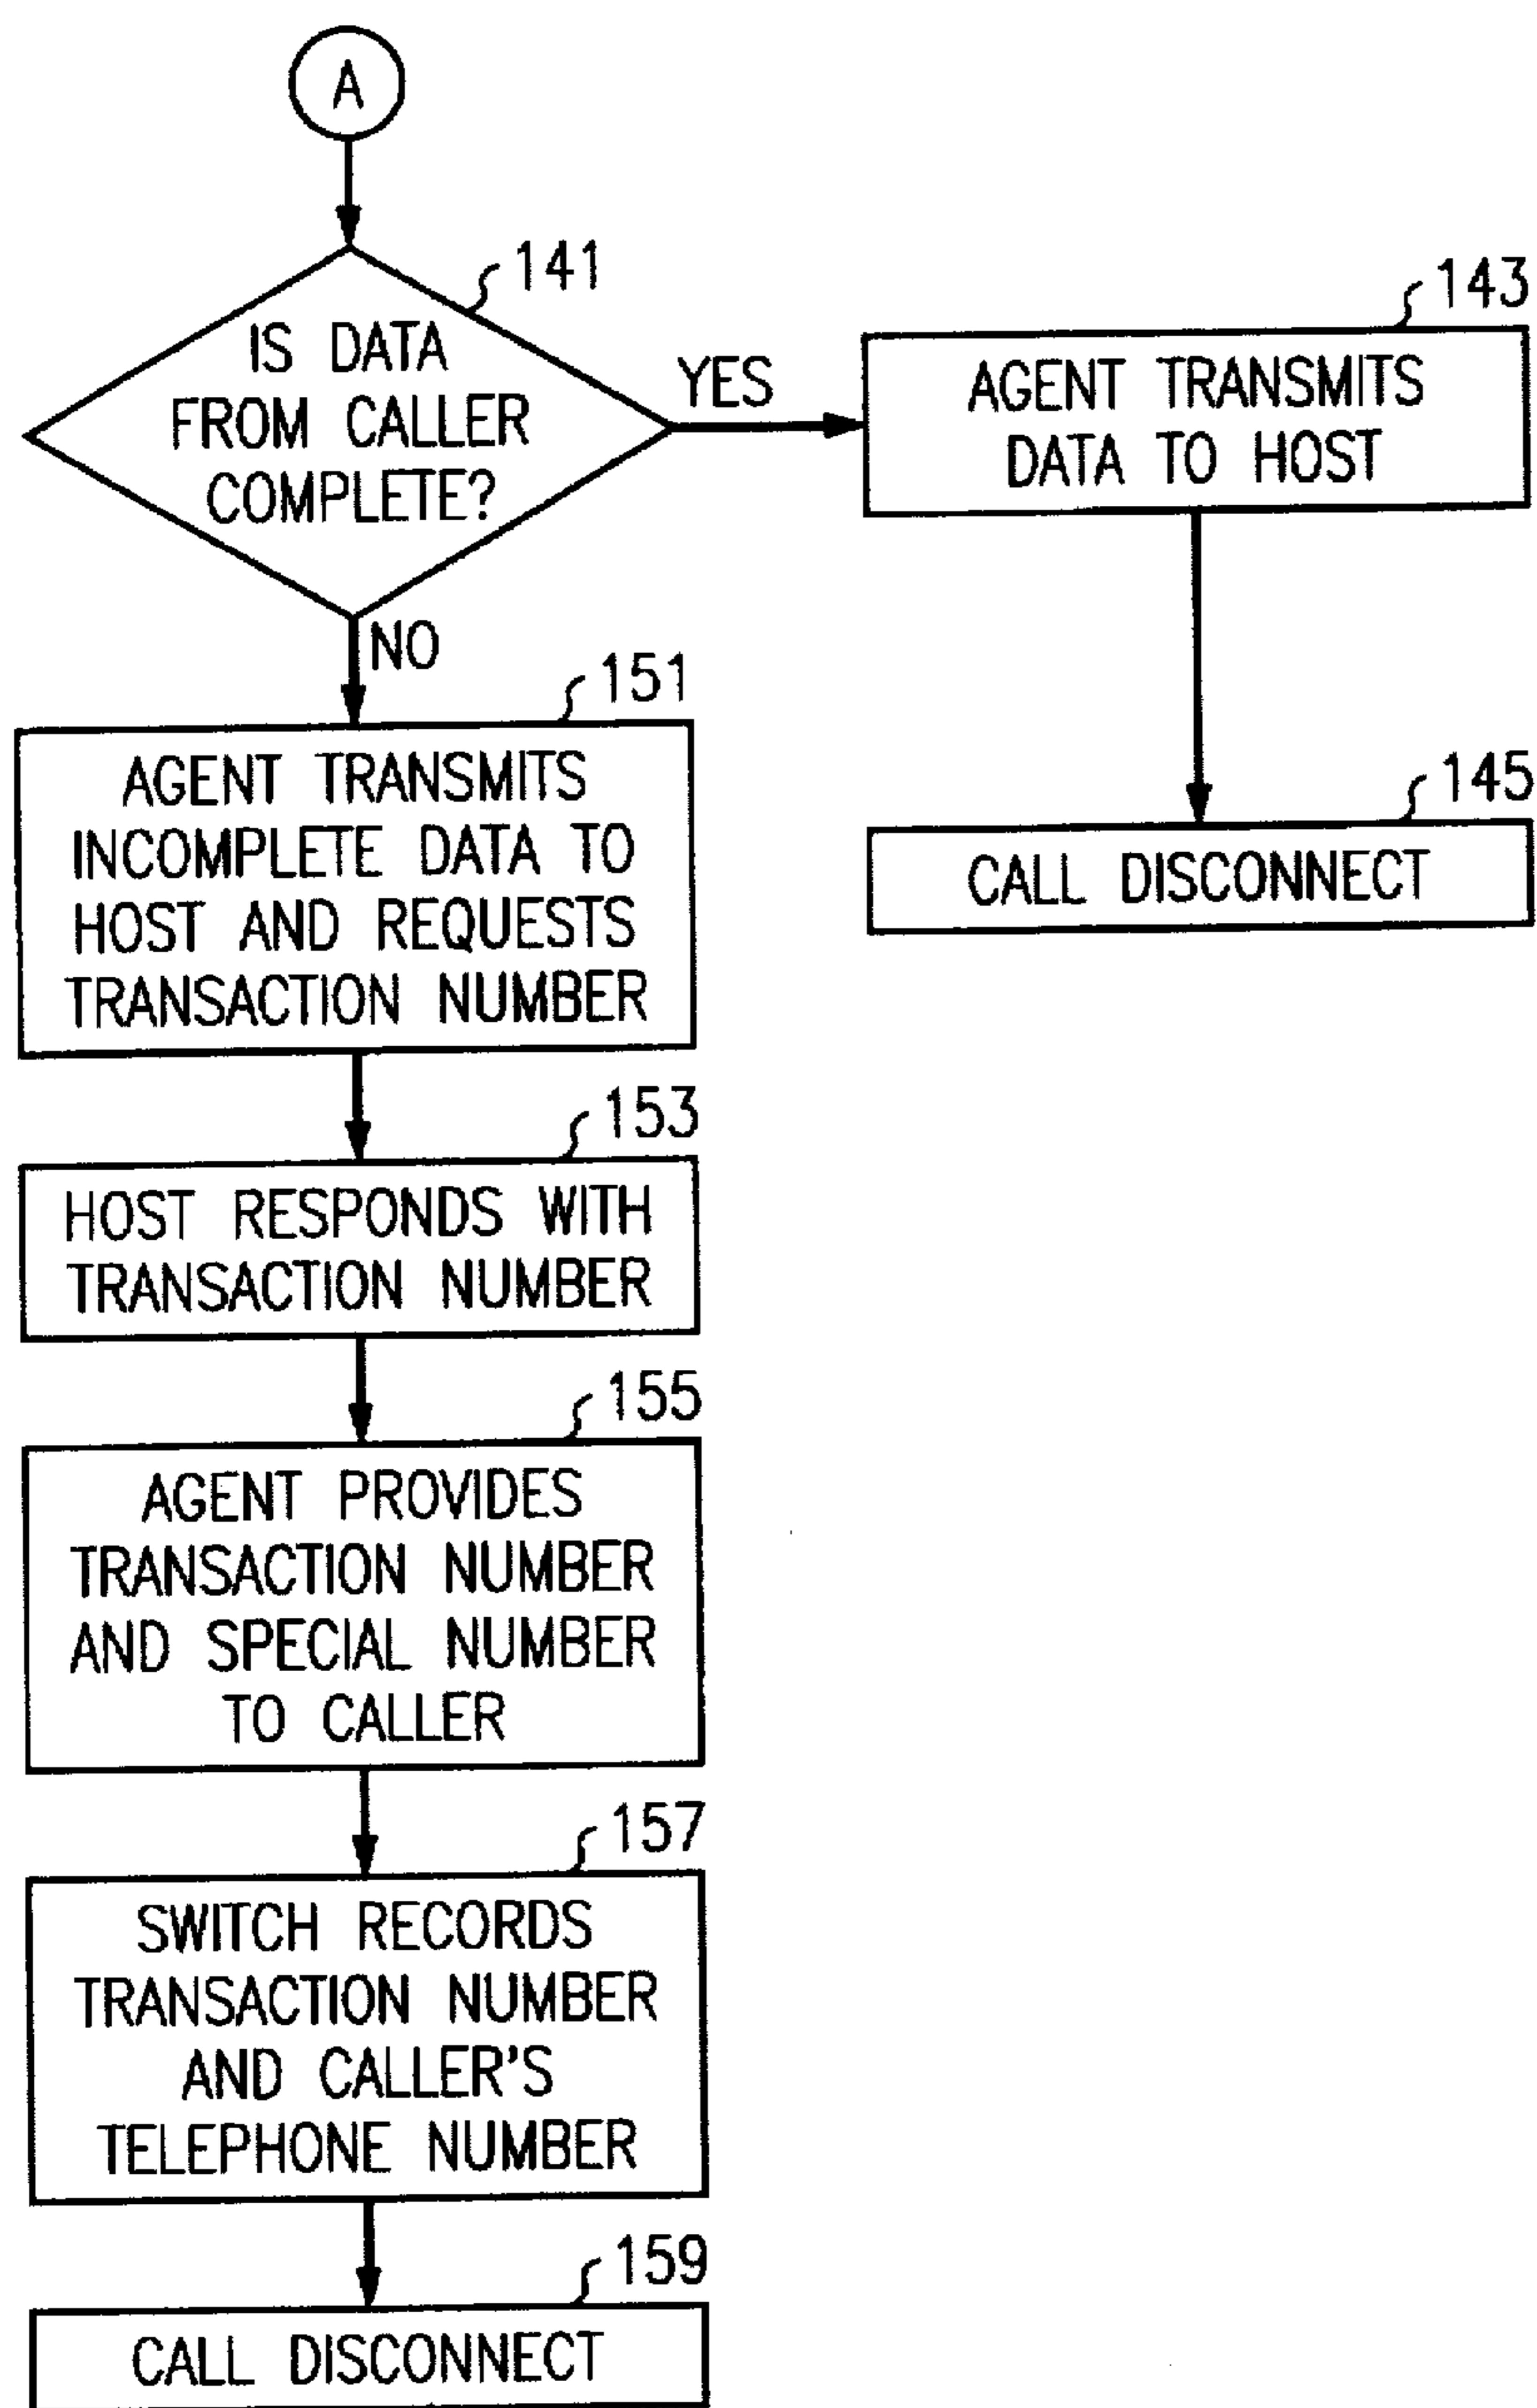 A
141
IS DATA
FROM CALLER
COMPLETE?
YES
143
AGENT TRANSMITS
DATA TO HOST
145
CALL DISCONNECT
NO
151
AGENT TRANSMITS
INCOMPLETE DATA TO
HOST AND REQUESTS
TRANSACTION NUMBER
153
HOST RESPONDS WITH
TRANSACTION NUMBER
155
AGENT PROVIDES
TRANSACTION NUMBER
AND SPECIAL NUMBER
TO CALLER
157
SWITCH RECORDS
TRANSACTION NUMBER
AND CALLER'S
TELEPHONE NUMBER
159
CALL DISCONNECT